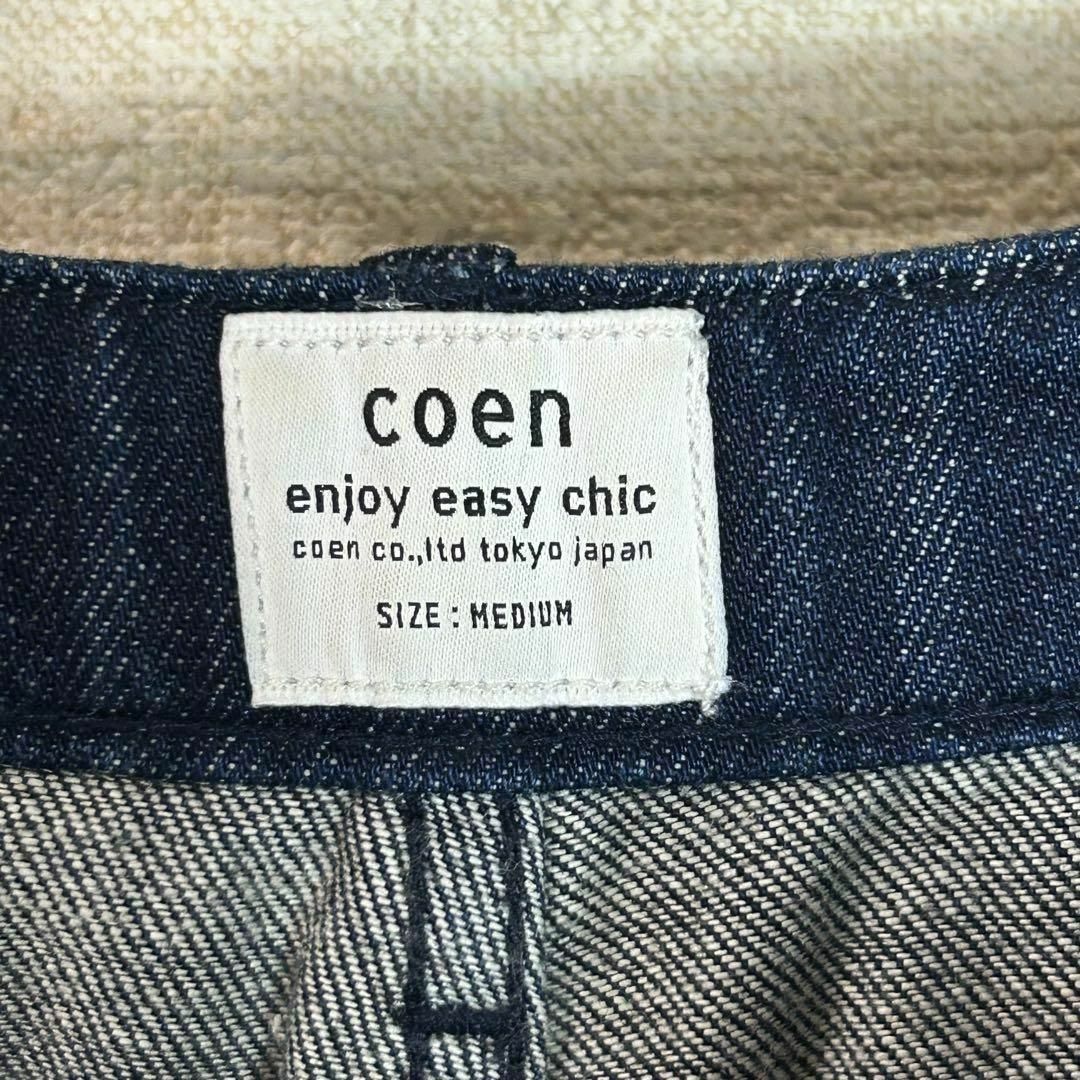 coen
enjoy easy chic
coen co.,ltd tokyo japan
SIZE : MEDIUM